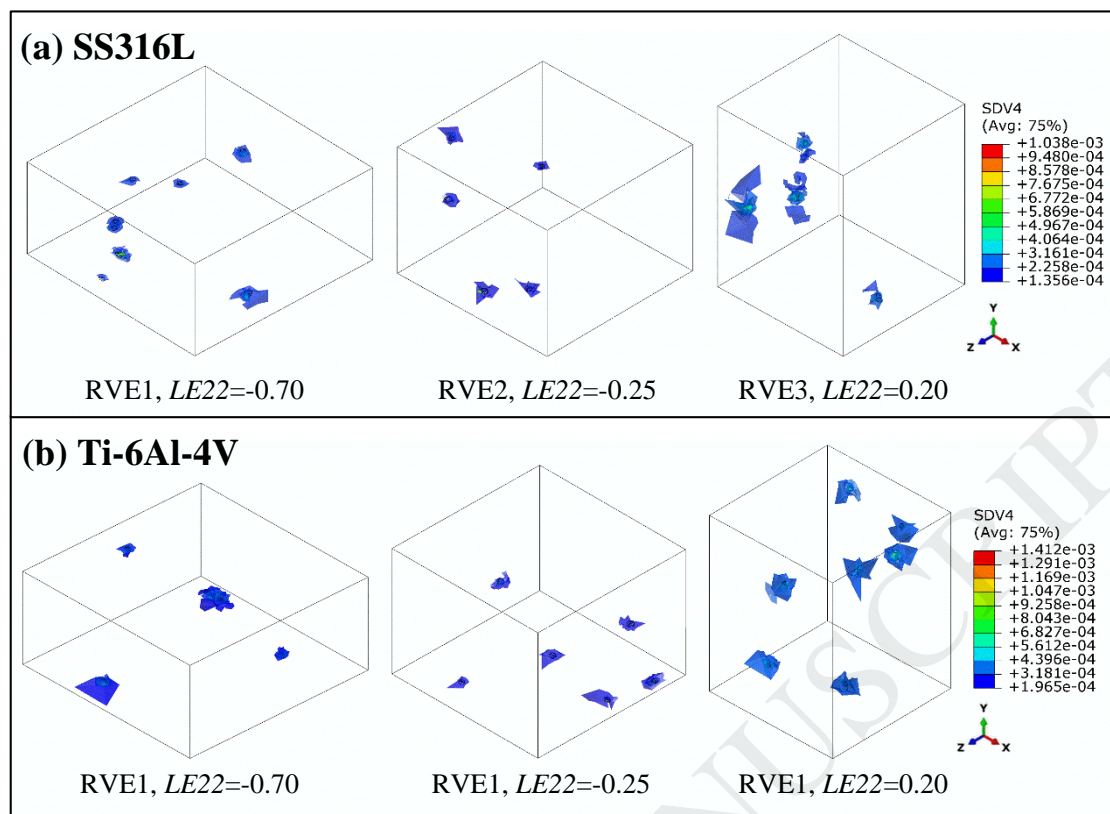 (a) SS316L
SDV4
(Avg: 75%)
+1.038e-03
+9.480e-04
+8.578e-04
+7.675e-04
+6.772e-04
+5.869e-04
+4.967e-04
+4.064e-04
+3.161e-04
+2.258e-04
+1.356e-04
Y
Z X
RVE1, LE22=-0.70 RVE2, LE22=-0.25 RVE3, LE22=0.20
(b) Ti-6Al-4V
SDV4
(Avg: 75%)
+1.412e-03
+1.291e-03
+1.169e-03
+1.047e-03
+9.258e-04
+8.043e-04
+6.827e-04
+5.612e-04
+4.396e-04
+3.181e-04
+1.965e-04
Y
Z X
RVE1, LE22=-0.70 RVE1, LE22=-0.25 RVE1, LE22=0.20